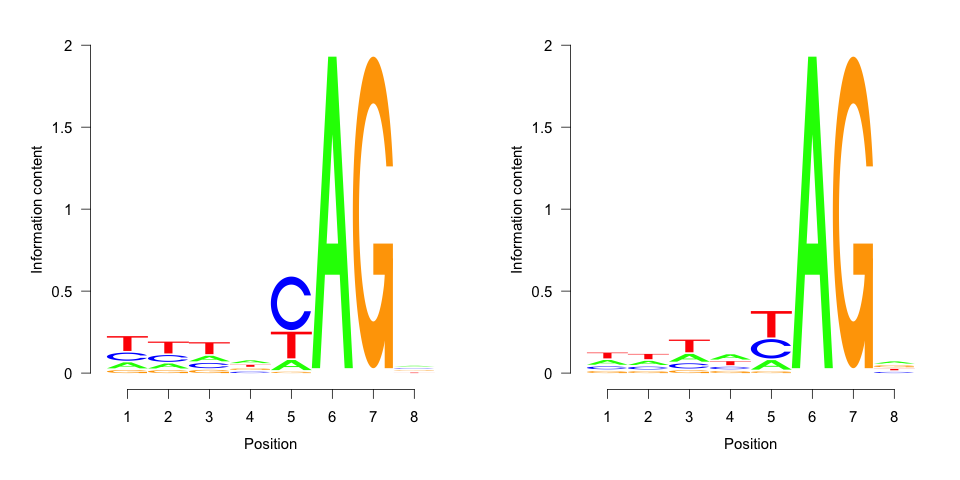 2
1.5
1
0.5
0
Information content
T T T A C A G A
C C A T T
A A C G A
G G G C G
1 2 3 4 5 6 7 8
Position
2
1.5
1
0.5
0
Information content
T T T A T A G A
A A A T C G
C C C C A T
G G G G G C
1 2 3 4 5 6 7 8
Position